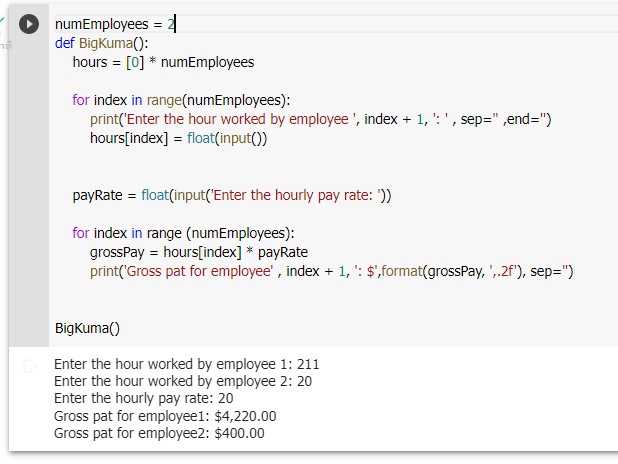 numEmployees = 2
def BigKuma():
hours = [0] * numEmployees
for index in range(numEmployees):
print('Enter the hour worked by employee ', index + 1, ': ' , sep='' ,end='')
hours[index] = float(input())
payRate = float(input('Enter the hourly pay rate: '))
for index in range (numEmployees):
grossPay = hours[index] * payRate
print('Gross pat for employee' , index + 1, ': $',format(grossPay, ',.2f'), sep='')
BigKuma()
Enter the hour worked by employee 1: 211
Enter the hour worked by employee 2: 20
Enter the hourly pay rate: 20
Gross pat for employee1: $4,220.00
Gross pat for employee2: $400.00